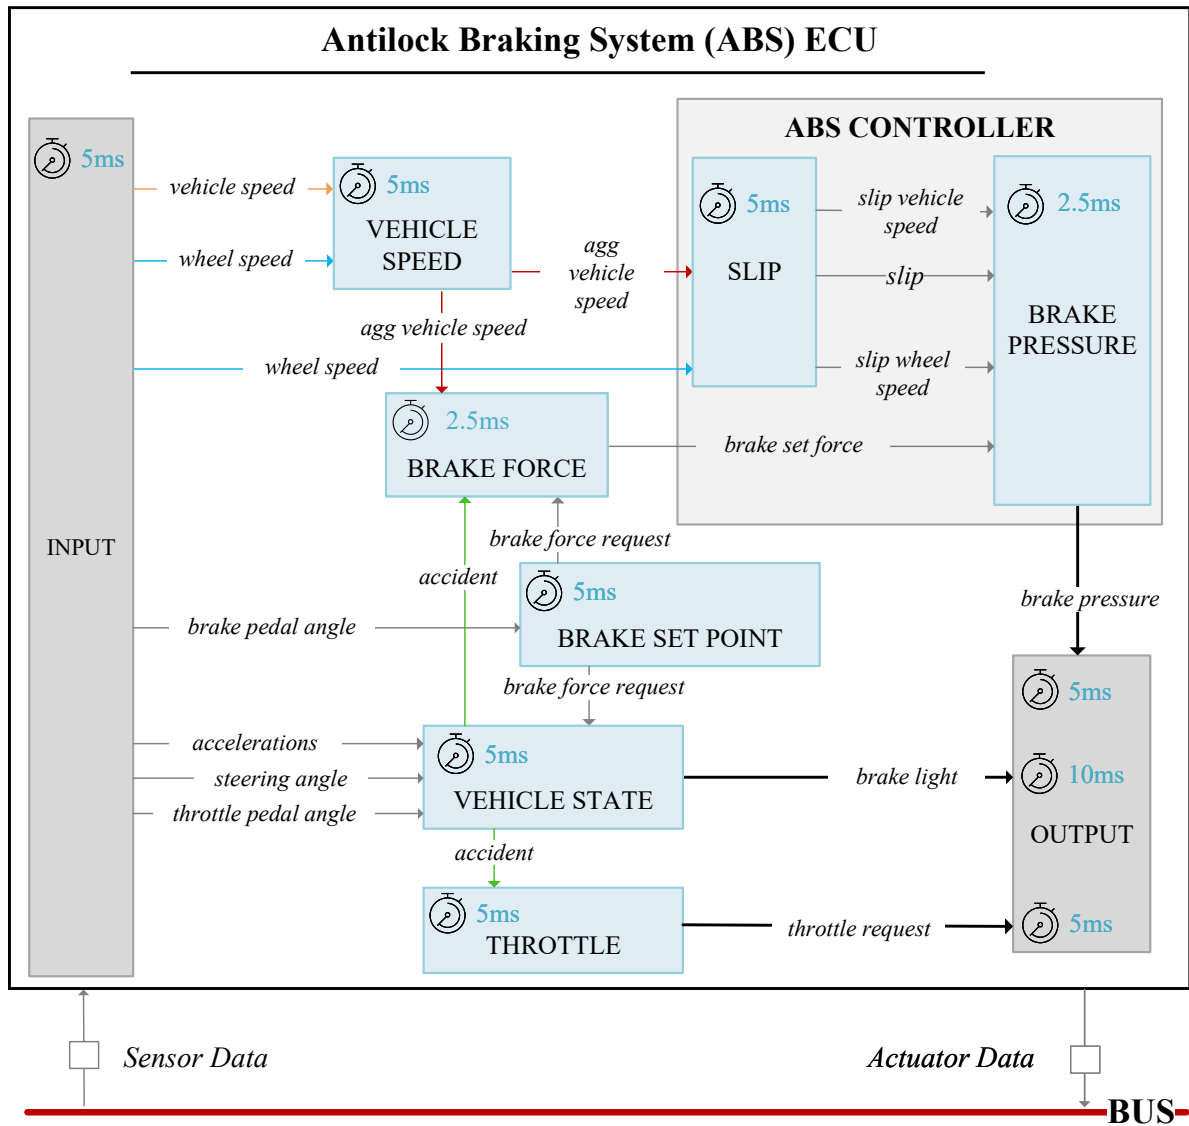 Antilock Braking System (ABS) ECU
ABS CONTROLLER
5ms
vehicle speed
wheel speed
5ms
VEHICLE
SPEED
agg
vehicle
speed
agg vehicle speed
wheel speed
5ms
SLIP
slip vehicle
speed
slip
slip wheel
speed
2.5ms
BRAKE
PRESSURE
2.5ms
BRAKE FORCE
brake set force
INPUT
brake force request
accident
5ms
BRAKE SET POINT
brake pedal angle
brake force request
brake pressure
accelerations
steering angle
throttle pedal angle
5ms
VEHICLE STATE
brake light
accident
5ms
THROTTLE
throttle request
5ms
10ms
OUTPUT
5ms
Sensor Data
Actuator Data
BUS